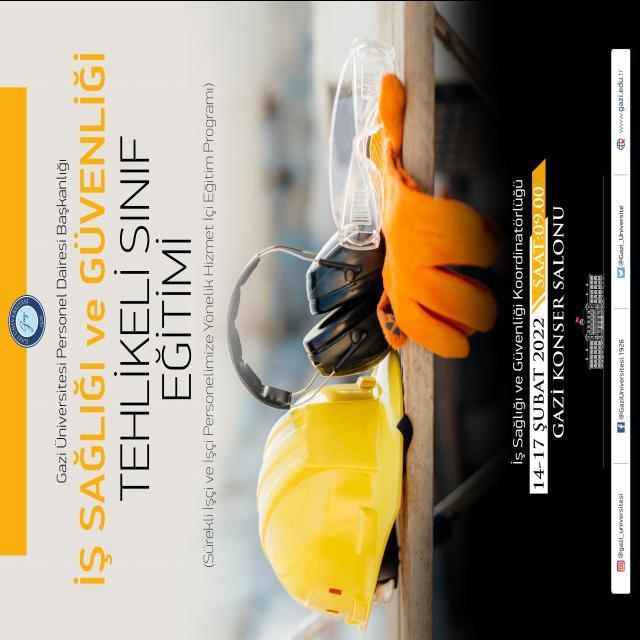 Gazi Üniversitesi Personel Dairesi Başkanlığı
İŞ SAĞLIĞI ve GÜVENLİĞİ
TEHLİKELİ SINIF
EĞİTİMİ
(Sürekli İşçi ve İşçi Personelimize Yönelik Hizmet İçi Eğitim Programı)
İş Sağlığı ve Güvenliği Koordinatörlüğü
14-17 ŞUBAT 2022 SAAT:09.00
GAZİ KONSER SALONU
@gazi_universitesi @GaziUniversitesi1926 @Gazi_Universite www.gazi.edu.tr